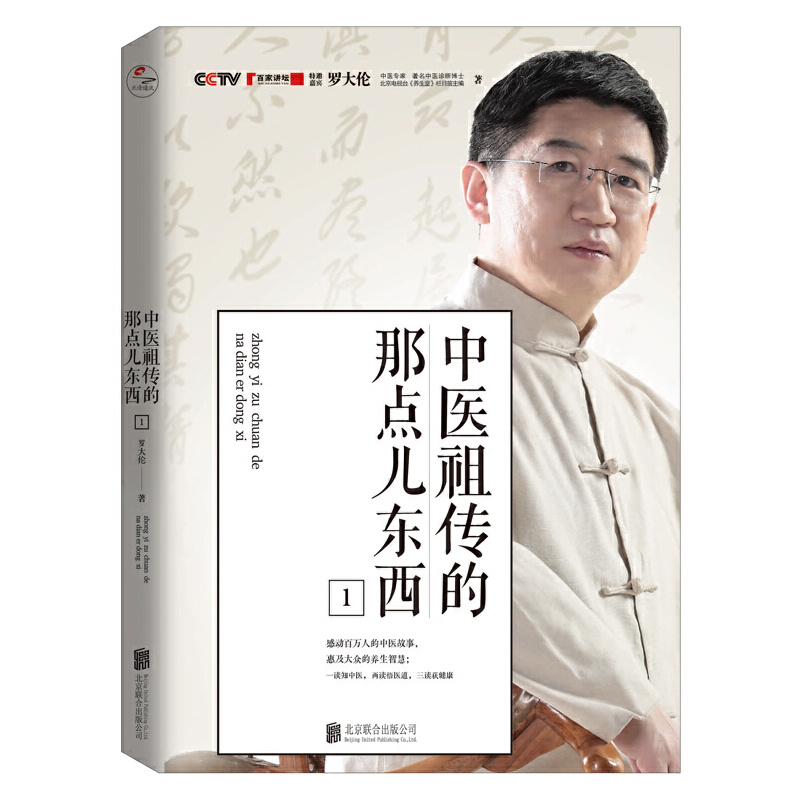 CCTV
百家讲坛
特邀
嘉宾
罗大伦
中医专家 著名中医诊断博士
北京电视台《养生堂》栏目前主编
著
中医祖传的
那点儿东西
1
zhong yi zu chuan de
na dian er dong xi
感动百万人的中医故事,
惠及大众的养生智慧;
一读知中医,再读悟医道,三读获健康
北京联合出版公司
Beijing United Publishing Co.,Ltd.
中医祖传的
那点儿东西
1
罗大伦
著
zhong yi zu chuan de
na dian er dong xi
北京联合出版公司
Beijing United Publishing Co.,Ltd.